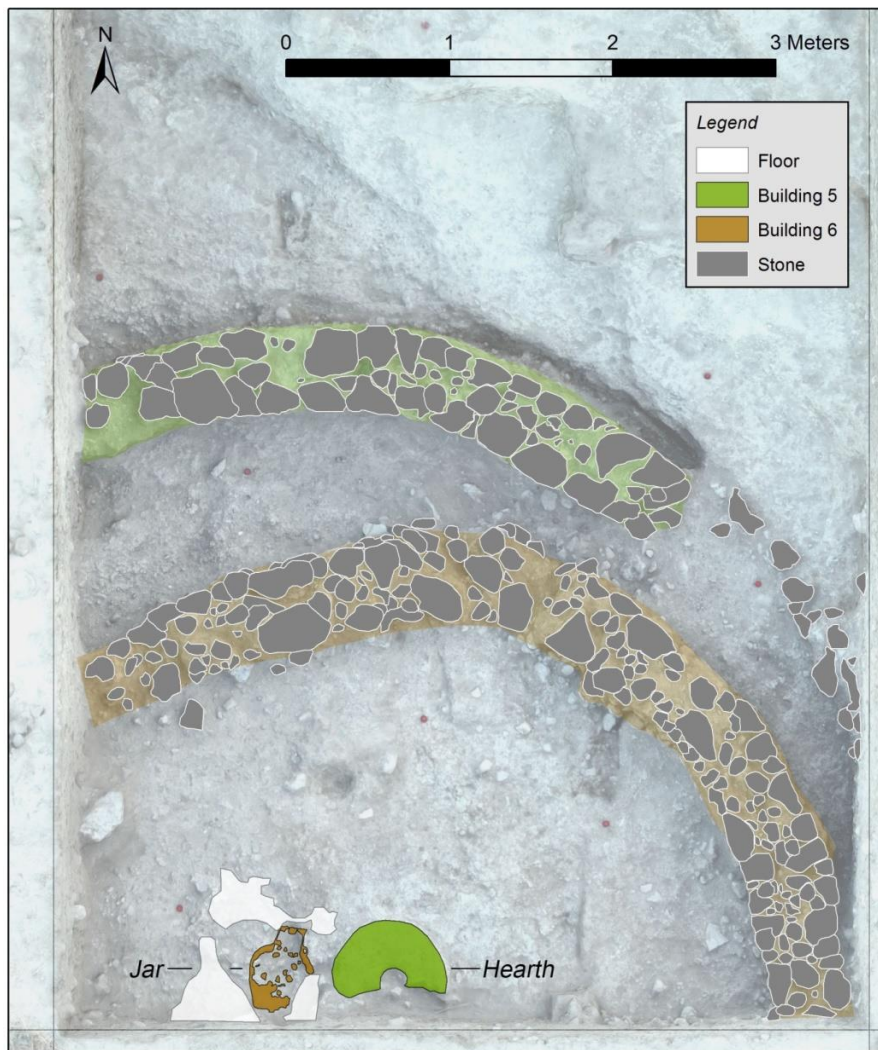 N
0 1 2 3 Meters
Legend
Floor
Building 5
Building 6
Stone
Jar
Hearth